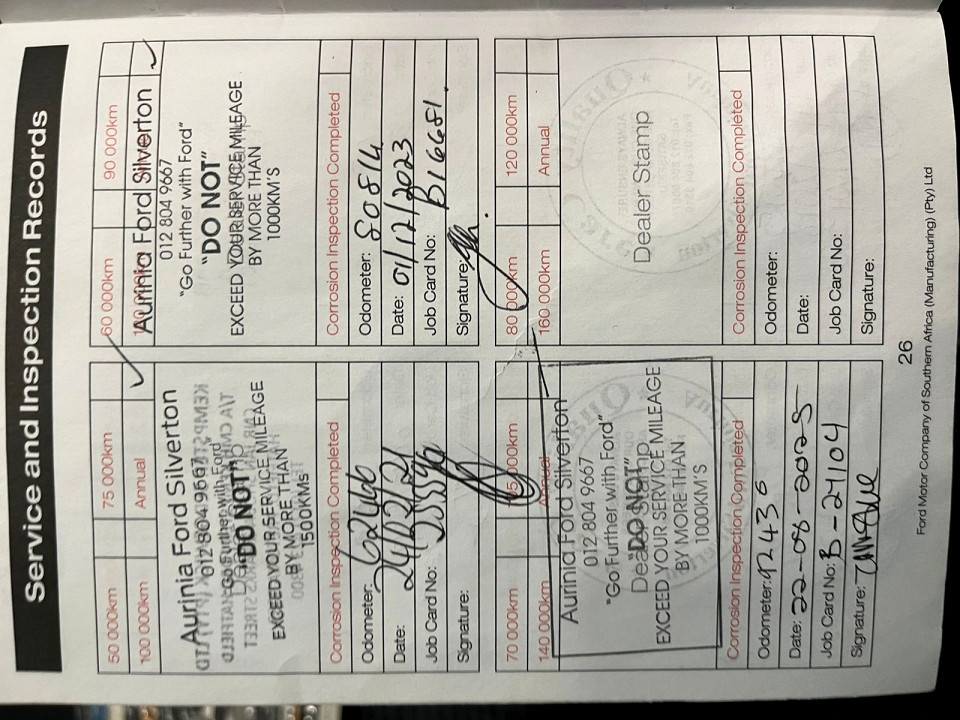 Service and Inspection Records
50 000km
75 000km
100 000km
Annual
Aurinia Ford Silverton
012 804 9667
"Go Further with Ford"
"DO NOT"
EXCEED YOUR SERVICE MILEAGE
BY MORE THAN
1500KMs
Corrosion Inspection Completed
Odometer: 62466
Date:
Job Card No:
Signature:
60 000km
90 000km
Annual
Aurinia Ford Silverton
012 804 9667
"Go Further with Ford"
"DO NOT"
EXCEED YOUR SERVICE MILEAGE
BY MORE THAN
1000KM'S
Corrosion Inspection Completed
Odometer: 80814
Date: 01/12/2023
Job Card No: B16681.
Signature:
70 000km
140 000km
Annual
Aurinia Ford Silverton
012 804 9667
"Go Further with Ford"
"DO NOT"
Dealer Stamp
EXCEED YOUR SERVICE MILEAGE
BY MORE THAN
1000KM'S
Corrosion Inspection Completed
Odometer: 92436
Date: 22-08-2025
Job Card No: B-24104
Signature:
80 000km
120 000km
160 000km
Annual
Dealer Stamp
Corrosion Inspection Completed
Odometer:
Date:
Job Card No:
Signature:
26
Ford Motor Company of Southern Africa (Manufacturing) (Pty) Ltd